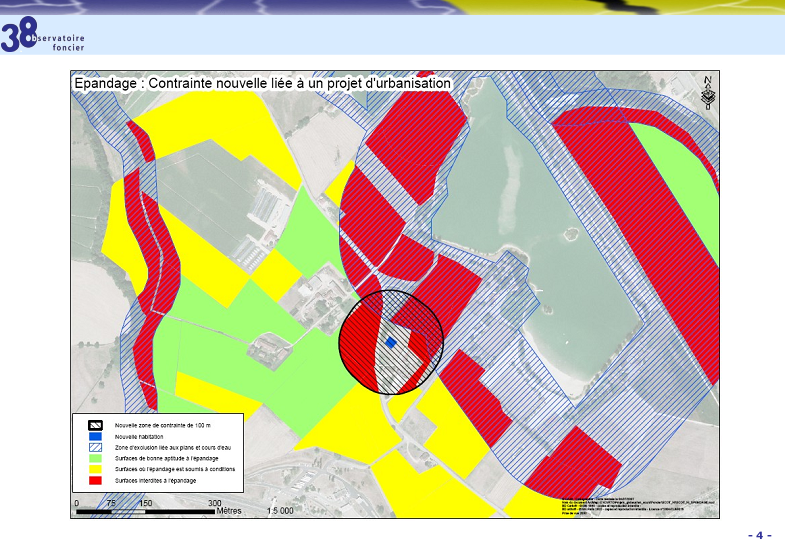 38
observatoire
foncier
Epandage : Contrainte nouvelle liée à un projet d'urbanisation
N
Nouvelle zone de contrainte de 100 m
Nouvelle habitation
Zone d'exclusion liée aux plans et cours d'eau
Surfaces de bonne aptitude à l'épandage
Surfaces où l'épandage est soumis à conditions
Surfaces interdites à l'épandage
0 75 150 300
Mètres 1:5 000
- 4 -